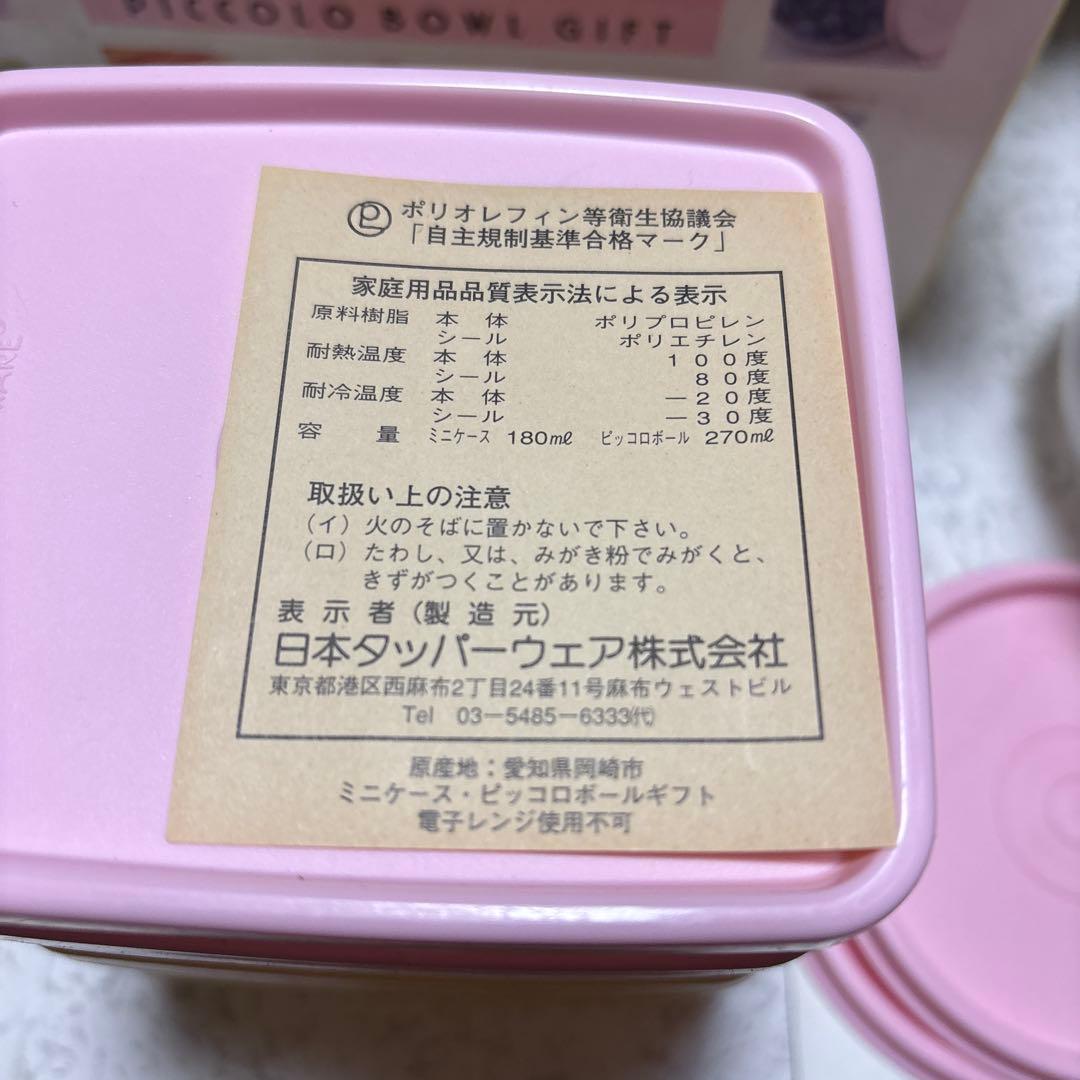 PICCOLO BOWL GIFT
ポリオレフィン等衛生協議会
「自主規制基準合格マーク」
家庭用品品質表示法による表示
原料樹脂 本 体 ポリプロピレン
シール ポリエチレン
耐熱温度 本 体 100度
シール 80度
耐冷温度 本 体 −20度
シール −30度
容 量 ミニケース 180mℓ ピッコロボール 270mℓ
取扱い上の注意
(イ) 火のそばに置かないで下さい。
(ロ) たわし、又は、みがき粉でみがくと、
きずがつくことがあります。
表 示 者 (製 造 元)
日本タッパーウェア株式会社
東京都港区西麻布2丁目24番11号麻布ウェストビル
Tel 03−5485−6333㈹
原産地:愛知県岡崎市
ミニケース・ピッコロボールギフト
電子レンジ使用不可